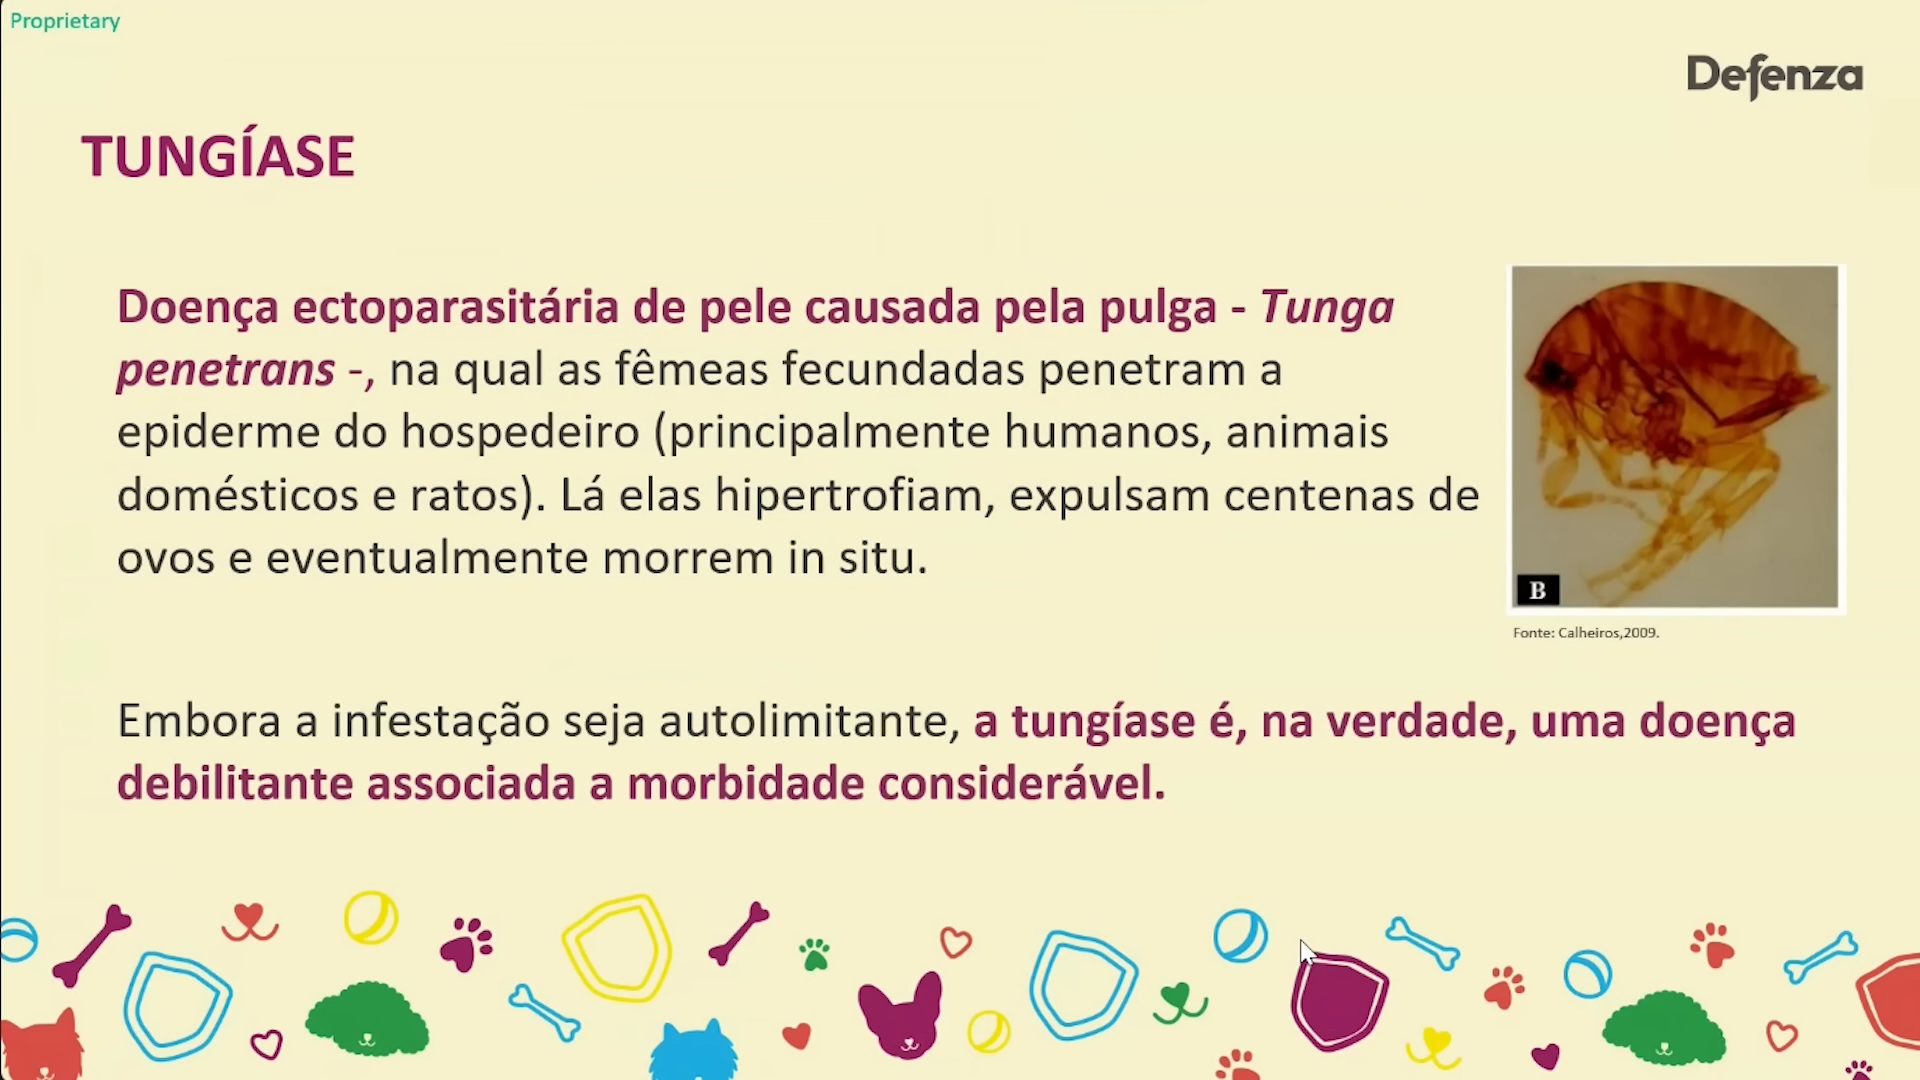 Proprietary
Defenza
TUNGÍASE
Doença ectoparasitária de pele causada pela pulga - Tunga
penetrans -, na qual as fêmeas fecundadas penetram a
epiderme do hospedeiro (principalmente humanos, animais
domésticos e ratos). Lá elas hipertrofiam, expulsam centenas de
ovos e eventualmente morrem in situ.
B
Fonte: Calheiros,2009.
Embora a infestação seja autolimitante, a tungíase é, na verdade, uma doença
debilitante associada a morbidade considerável.